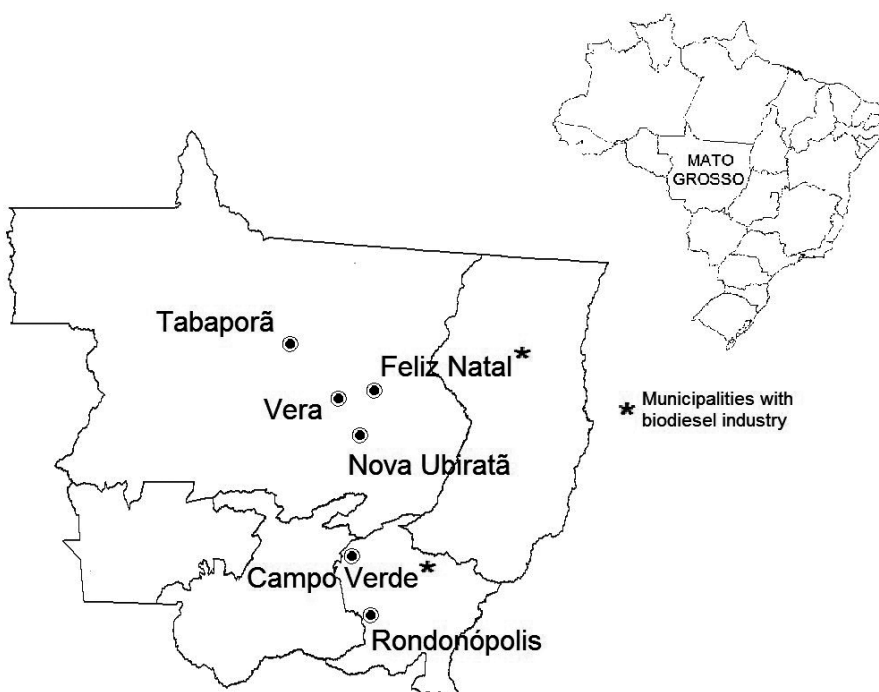 MATO
GROSSO
Tabaporã
Feliz Natal*
Vera
Nova Ubiratã
* Municipalities with
biodiesel industry
Campo Verde*
Rondonópolis